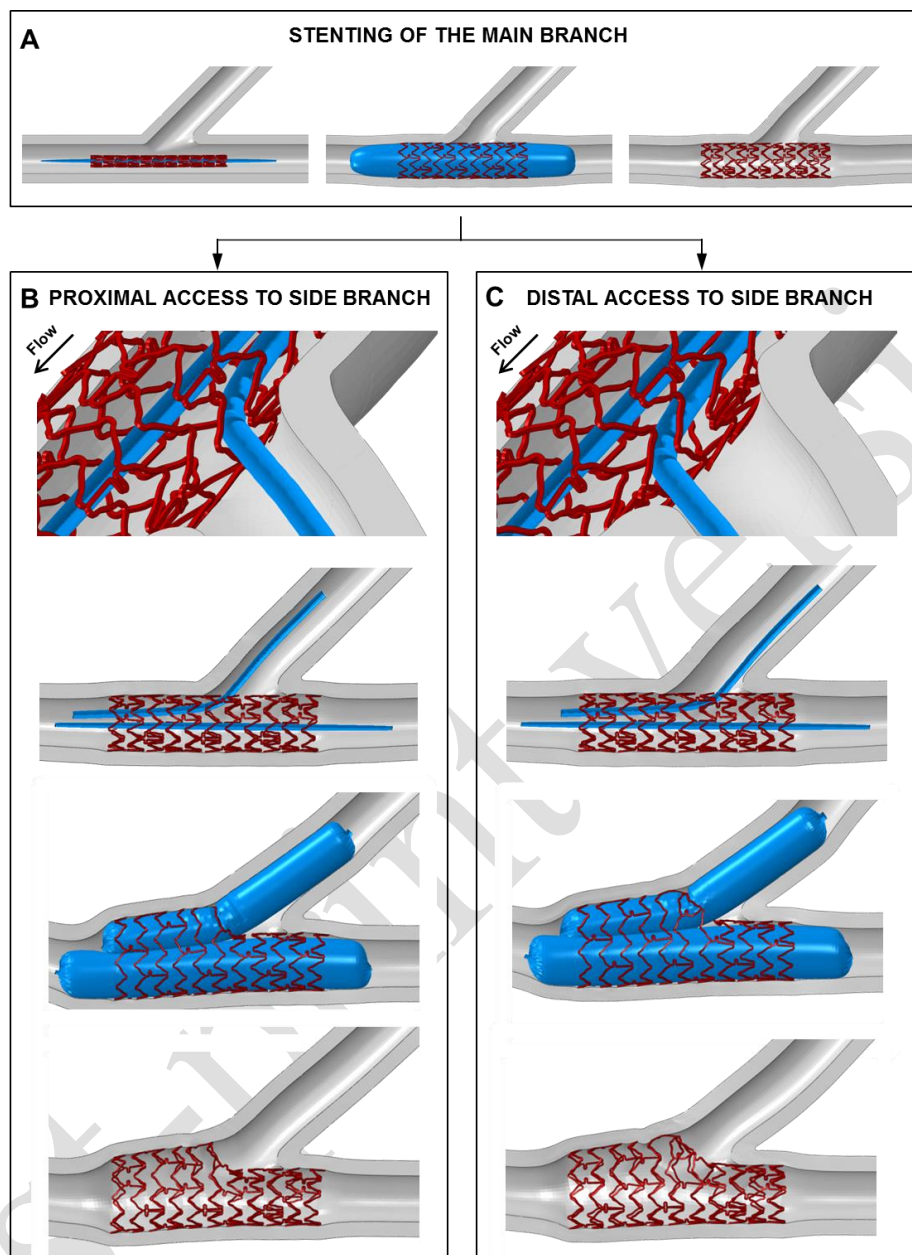 A
STENTING OF THE MAIN BRANCH
B PROXIMAL ACCESS TO SIDE BRANCH
Flow
C DISTAL ACCESS TO SIDE BRANCH
Flow